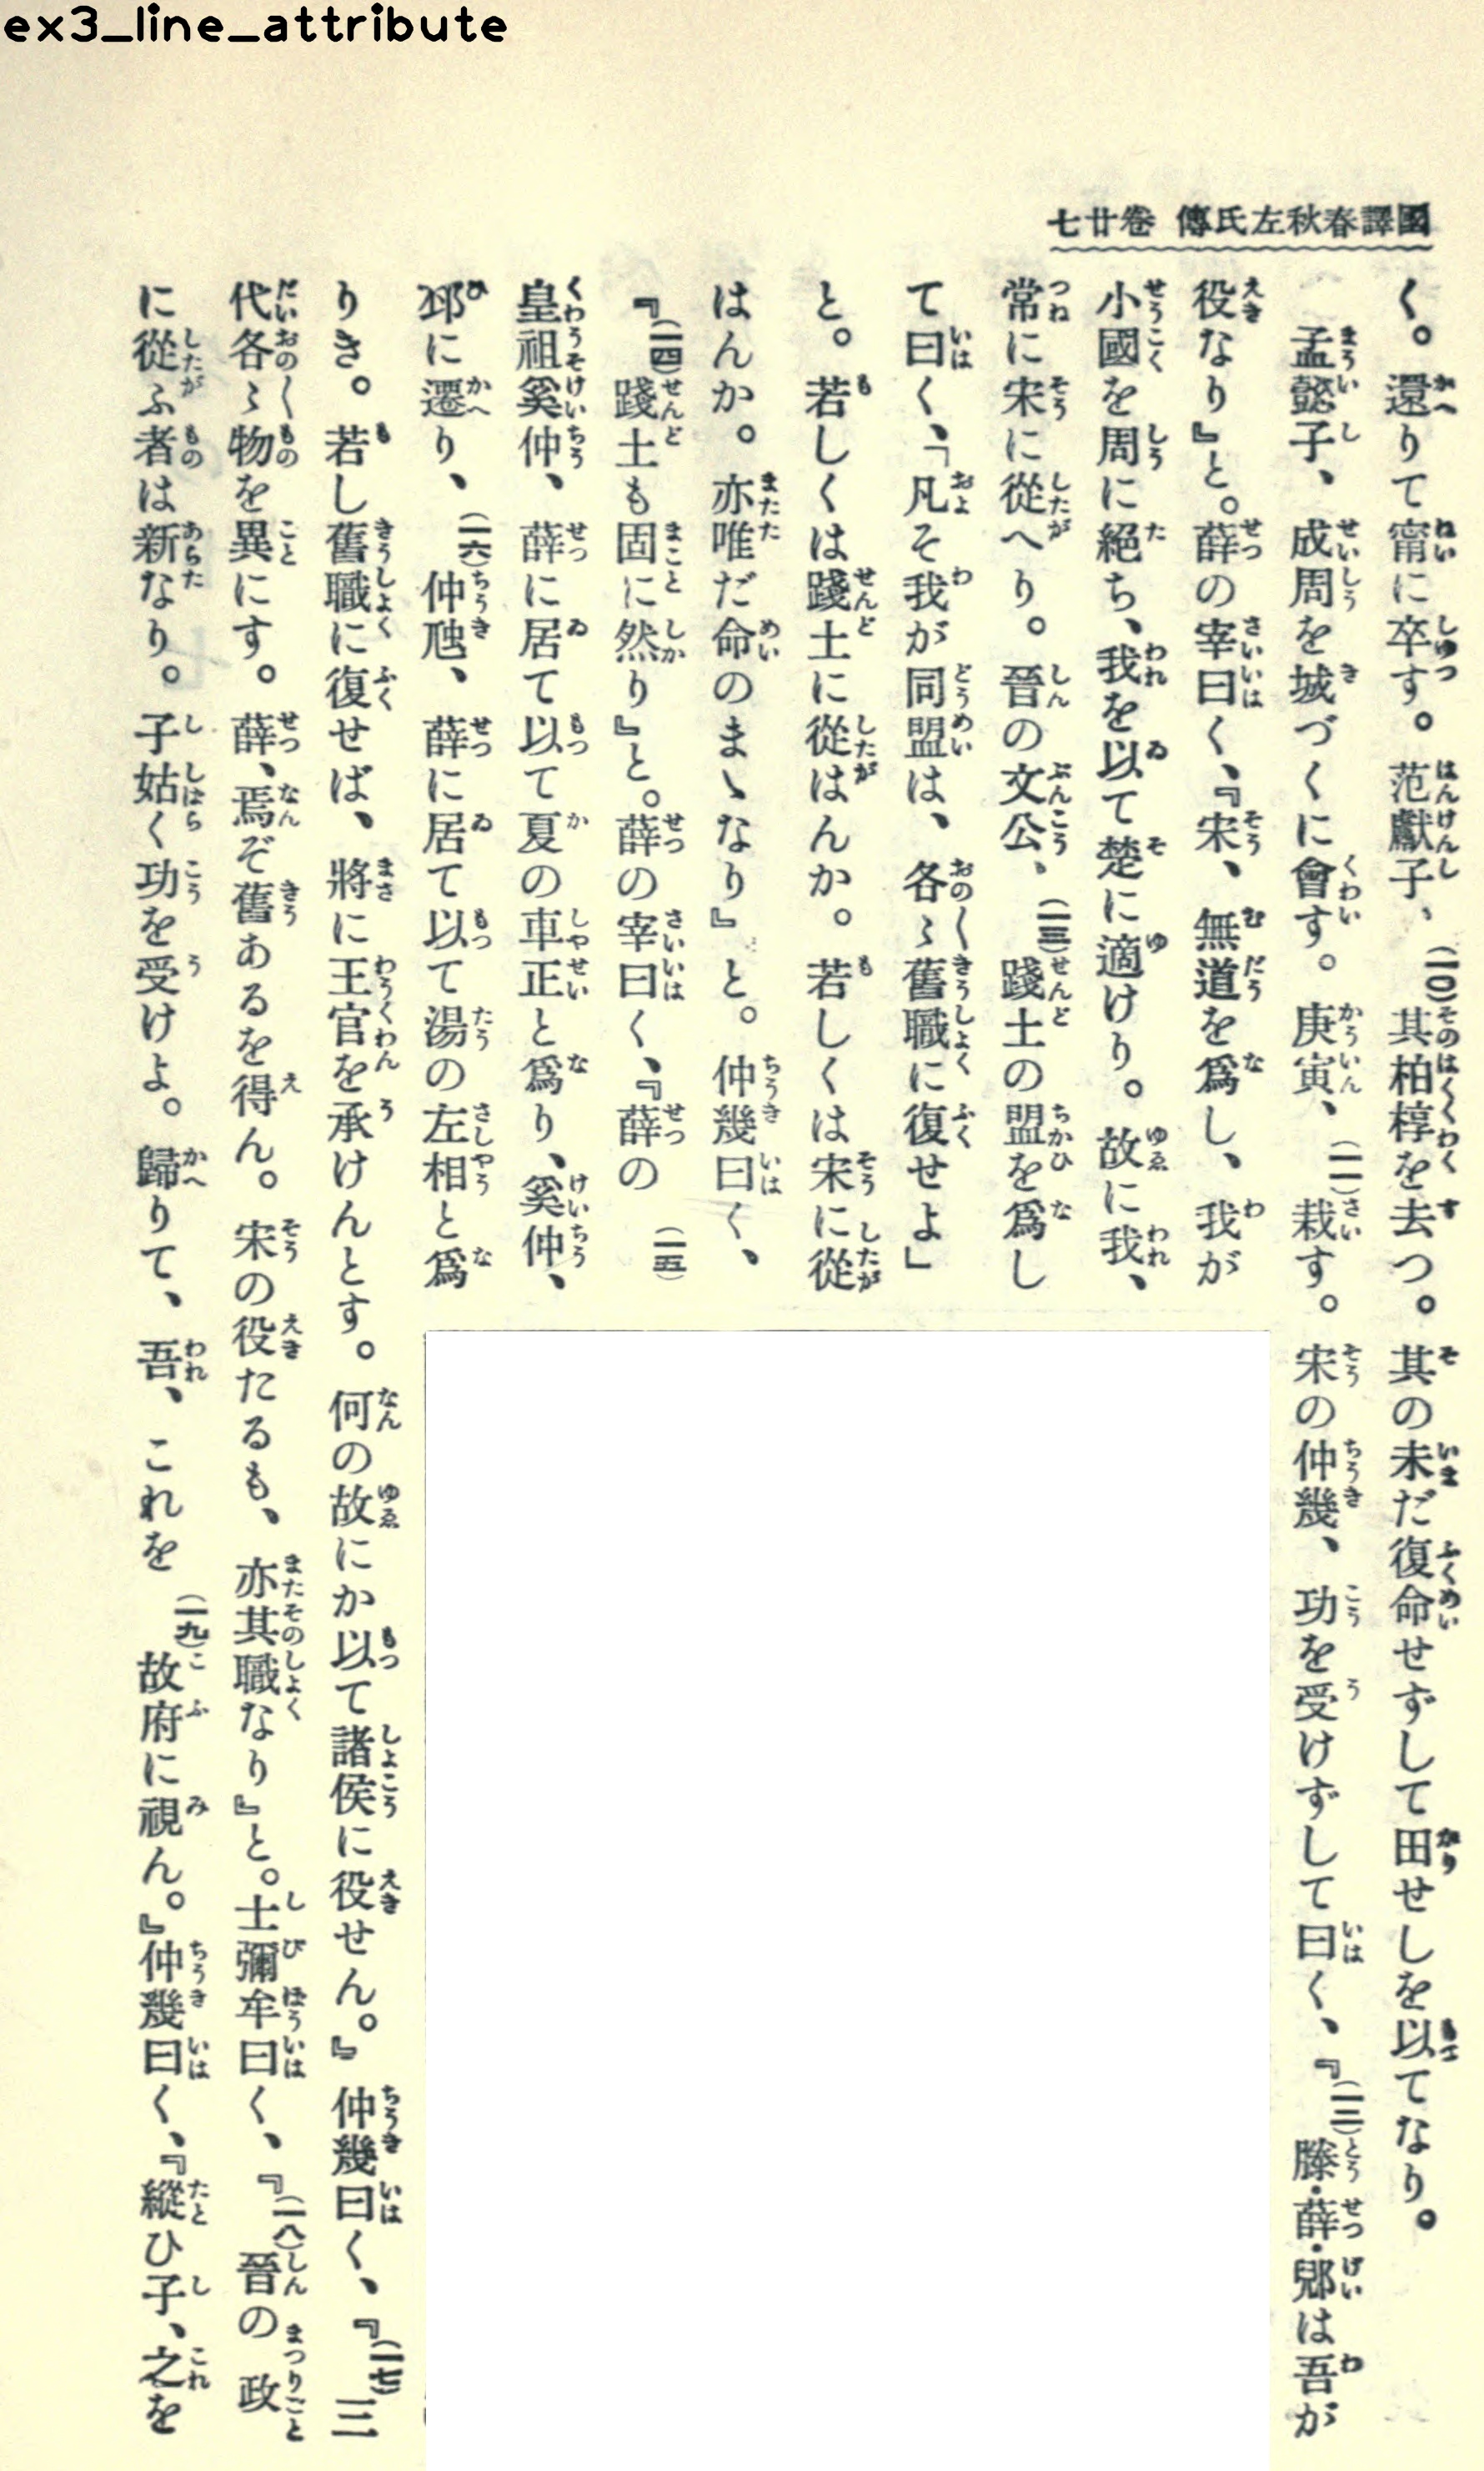 ex3_line_attribute
國譯春秋左氏傳 卷廿七
く。還りて甯に卒す。范獻子、(一〇)其柏椁を去つ。其の未だ復命せずして田せしを以てなり。
孟懿子、成周を城づくに會す。庚寅、(一一)栽す。宋の仲幾、功を受けずして曰く、『(一二)滕・薛・郳は吾が
役なり』と。薛の宰曰く、『宋、無道を爲し、我が
小國を周に絕ち、我を以て楚に適けり。故に我、
常に宋に從へり。晉の文公、(一三)踐土の盟を爲し
て曰く、「凡そ我が同盟は、各〻舊職に復せよ」
と。若しくは踐土に從はんか。若しくは宋に從
はんか。亦唯だ命のまゝなり』と。仲幾曰く、
『(一四)踐土も固に然り』と。薛の宰曰く、『薛の(一五)
皇祖奚仲、薛に居て以て夏の車正と爲り、奚仲、
邳に遷り、(一六)仲虺、薛に居て以て湯の左相と爲
りき。若し舊職に復せば、將に王官を承けんとす。何の故にか以て諸侯に役せん。』仲幾曰く、『(一七)三
代各〻物を異にす。薛、焉ぞ舊あるを得ん。宋の役たるも、亦其職なり』と。士彌牟曰く、『(一八)晉の政
に從ふ者は新なり。子姑く功を受けよ。歸りて、吾、これを(一九)故府に視ん。』仲幾曰く、『縱ひ子、之を